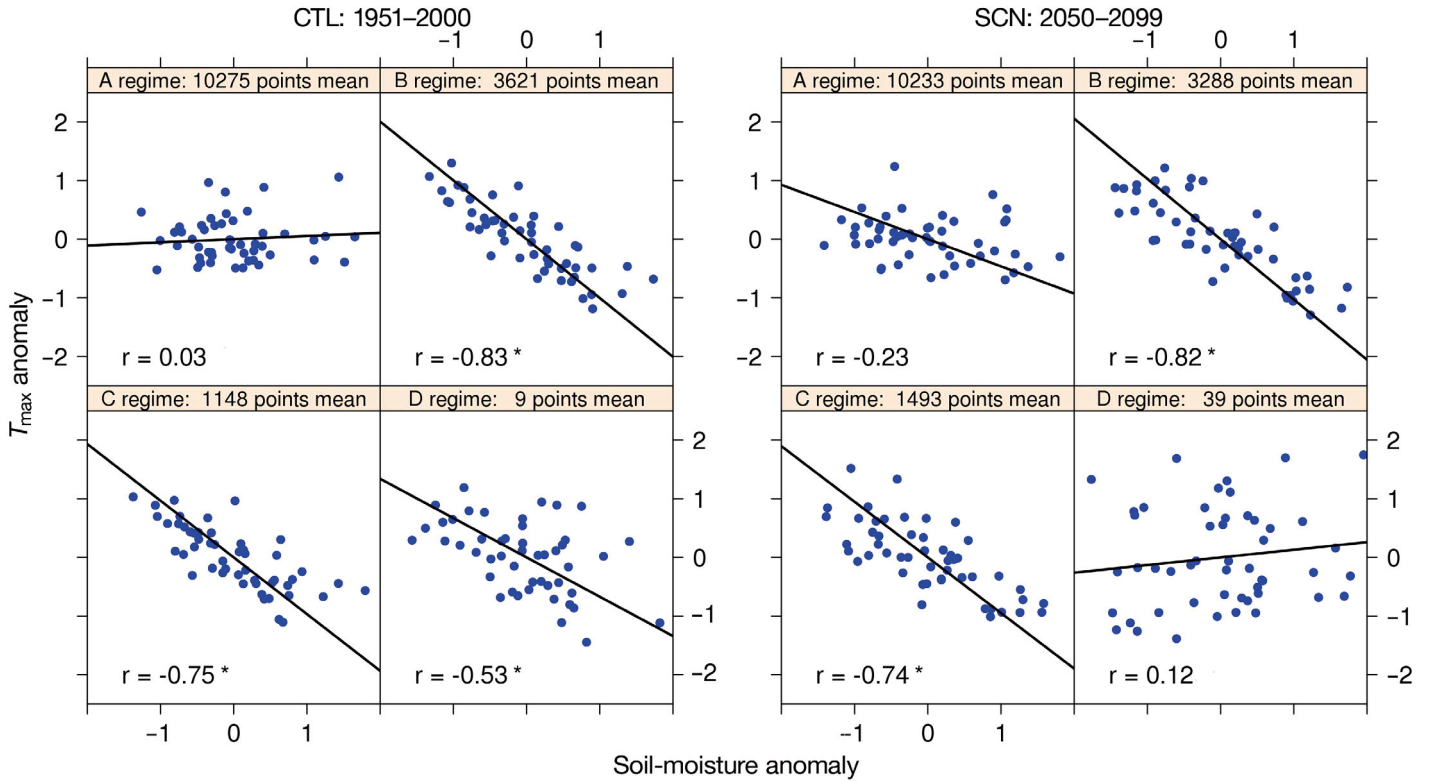 CTL: 1951–2000
SCN: 2050–2099
−1 0 1
−1 0 1
A regime: 10275 points mean
B regime: 3621 points mean
A regime: 10233 points mean
B regime: 3288 points mean
2
1
0
−1
−2
2
1
0
−1
−2
r = 0.03
r = -0.83 *
r = -0.23
r = -0.82 *
Tmax anomaly
C regime: 1148 points mean
D regime: 9 points mean
C regime: 1493 points mean
D regime: 39 points mean
2
1
0
−1
−2
2
1
0
−1
−2
r = -0.75 *
r = -0.53 *
r = -0.74 *
r = 0.12
−1 0 1
--1 0 1
Soil-moisture anomaly